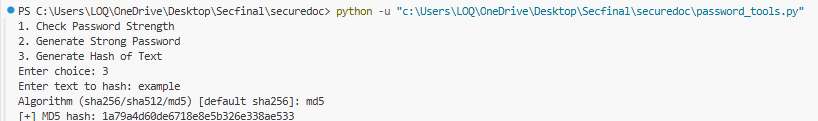 PS C:\Users\LOQ\OneDrive\Desktop\Secfinal\securedoc> python -u "c:\Users\LOQ\OneDrive\Desktop\Secfinal\securedoc\password_tools.py"
1. Check Password Strength
2. Generate Strong Password
3. Generate Hash of Text
Enter choice: 3
Enter text to hash: example
Algorithm (sha256/sha512/md5) [default sha256]: md5
[+] MD5 hash: 1a79a4d60de6718e8e5b326e338ae533